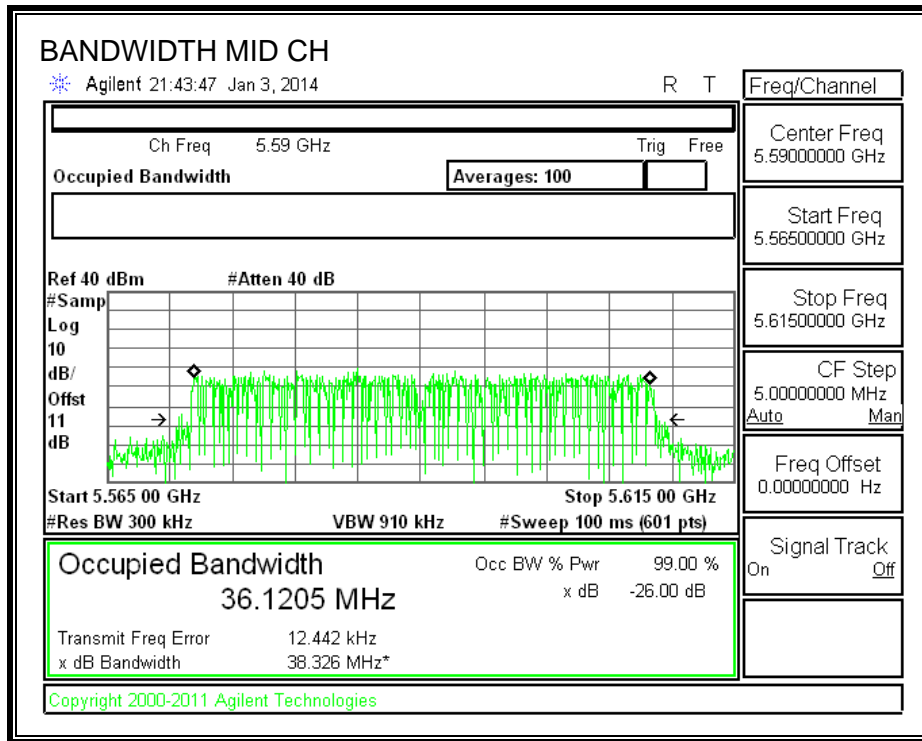 BANDWIDTH MID CH
Agilent 21:43:47 Jan 3, 2014 R T
Ch Freq 5.59 GHz Trig Free
Occupied Bandwidth Averages: 100
Ref 40 dBm #Atten 40 dB
#Samp
Log
10
dB/
Offst
11
dB
Start 5.565 00 GHz Stop 5.615 00 GHz
#Res BW 300 kHz VBW 910 kHz #Sweep 100 ms (601 pts)
Occupied Bandwidth Occ BW % Pwr 99.00 %
36.1205 MHz x dB -26.00 dB
Transmit Freq Error 12.442 kHz
x dB Bandwidth 38.326 MHz*
Copyright 2000-2011 Agilent Technologies
Freq/Channel
Center Freq
5.59000000 GHz
Start Freq
5.56500000 GHz
Stop Freq
5.61500000 GHz
CF Step
5.00000000 MHz
Auto Man
Freq Offset
0.00000000 Hz
Signal Track
On Off